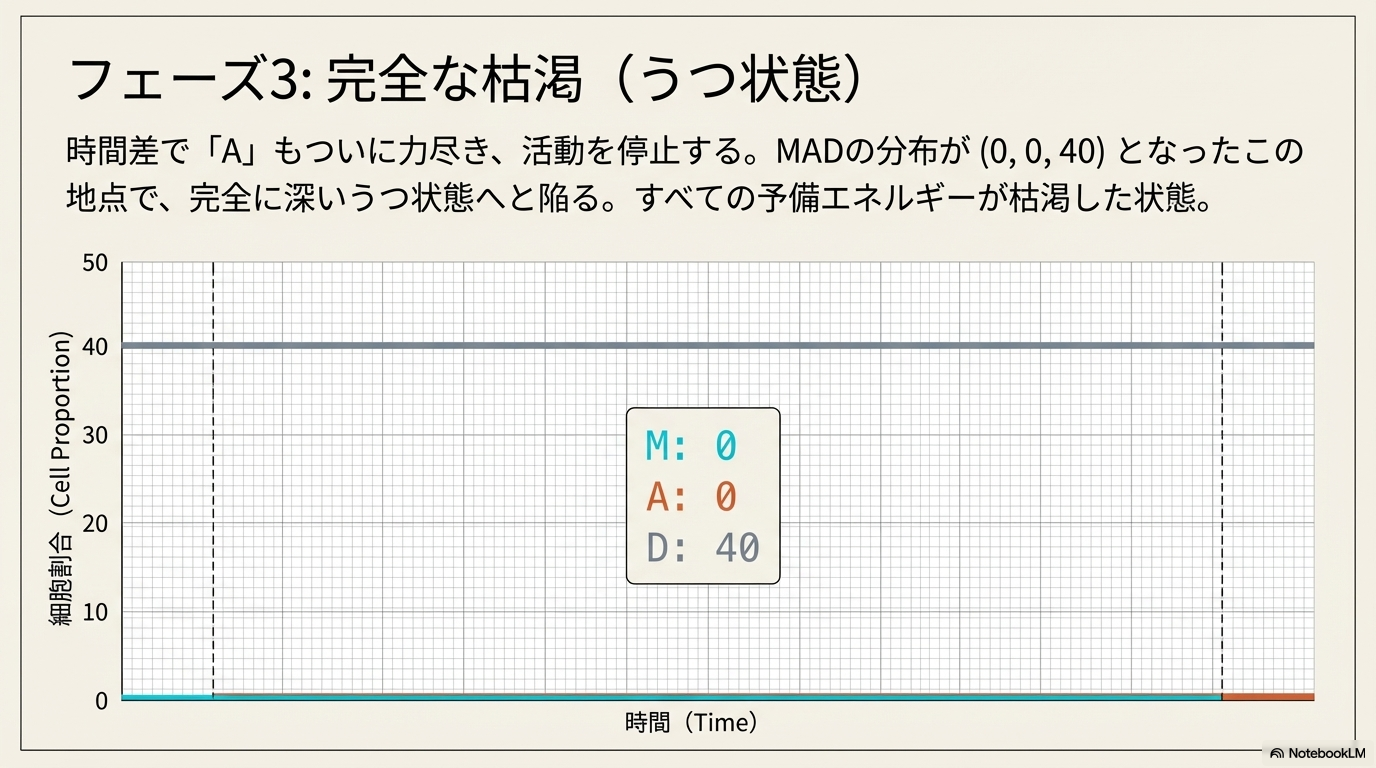 フェーズ3: 完全な枯渇（うつ状態）
時間差で「A」もついに力尽き、活動を停止する。MADの分布が (0, 0, 40) となったこの
地点で、完全に深いうつ状態へと陥る。すべての予備エネルギーが枯渇した状態。
細胞割合（Cell Proportion）
50
40
30
20
10
0
M: 0
A: 0
D: 40
時間（Time）
NotebookLM